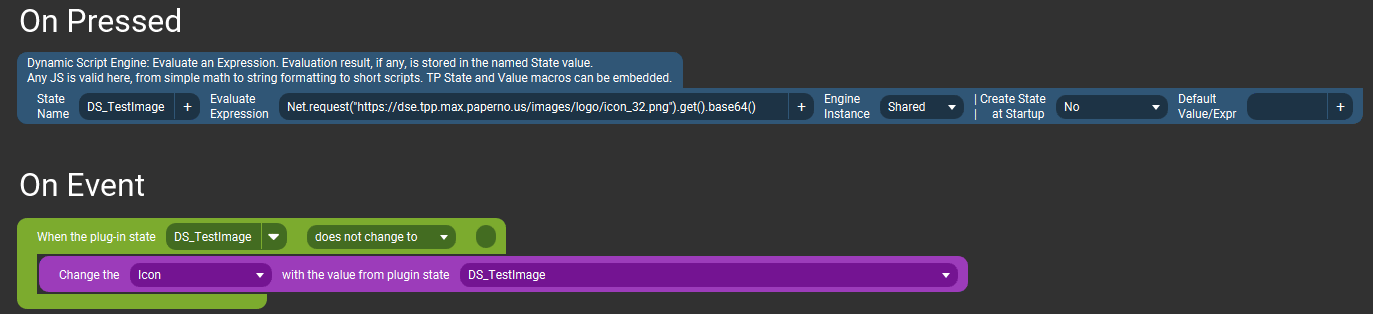 On Pressed
Dynamic Script Engine: Evaluate an Expression. Evaluation result, if any, is stored in the named State value.
Any JS is valid here, from simple math to string formatting to short scripts. TP State and Value macros can be embedded.
State Name DS_TestImage + Evaluate Expression Net.request("https://dse.tpp.max.paperno.us/images/logo/icon_32.png").get().base64() + Engine Instance Shared | Create State | at Startup No Default Value/Expr +
On Event
When the plug-in state DS_TestImage does not change to
Change the Icon with the value from plugin state DS_TestImage